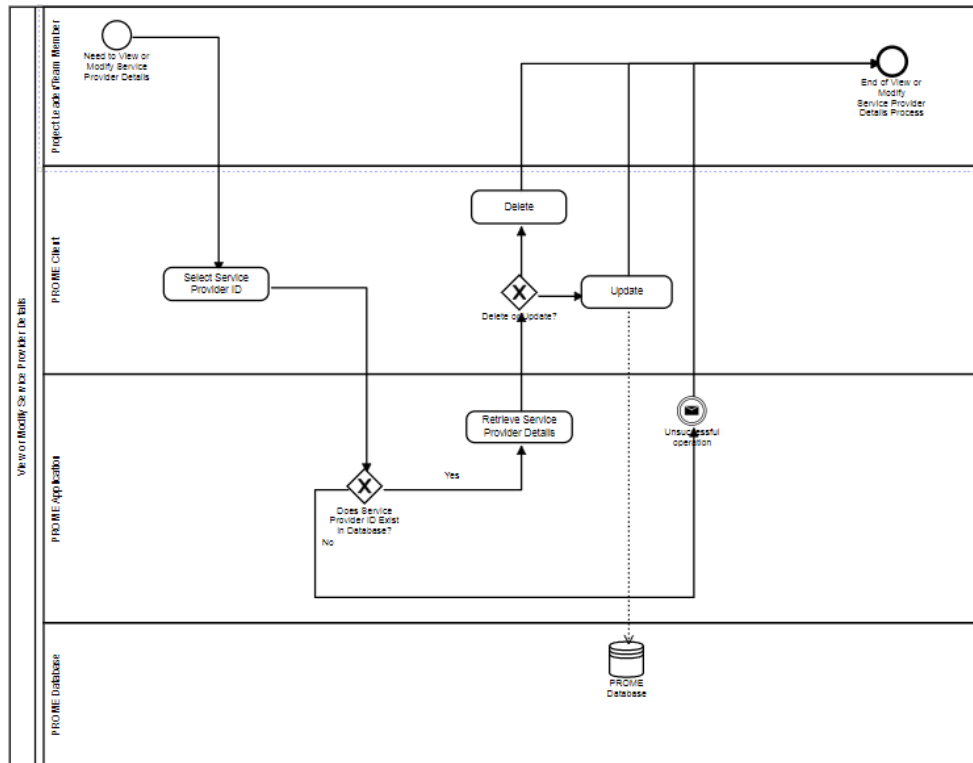 View or Modify Service Provider Details
Project Leader/Team Member
Need to View or
Modify Service
Provider Details
End of View or
Modify
Service Provider
Details Process
PROME Client
Select Service
Provider ID
Delete
Delete or Update?
Update
PROME Application
Retrieve Service
Provider Details
Unsuccessful
operation
Yes
Does Service
Provider ID Exist
in Database?
No
PROME Database
PROME
Database